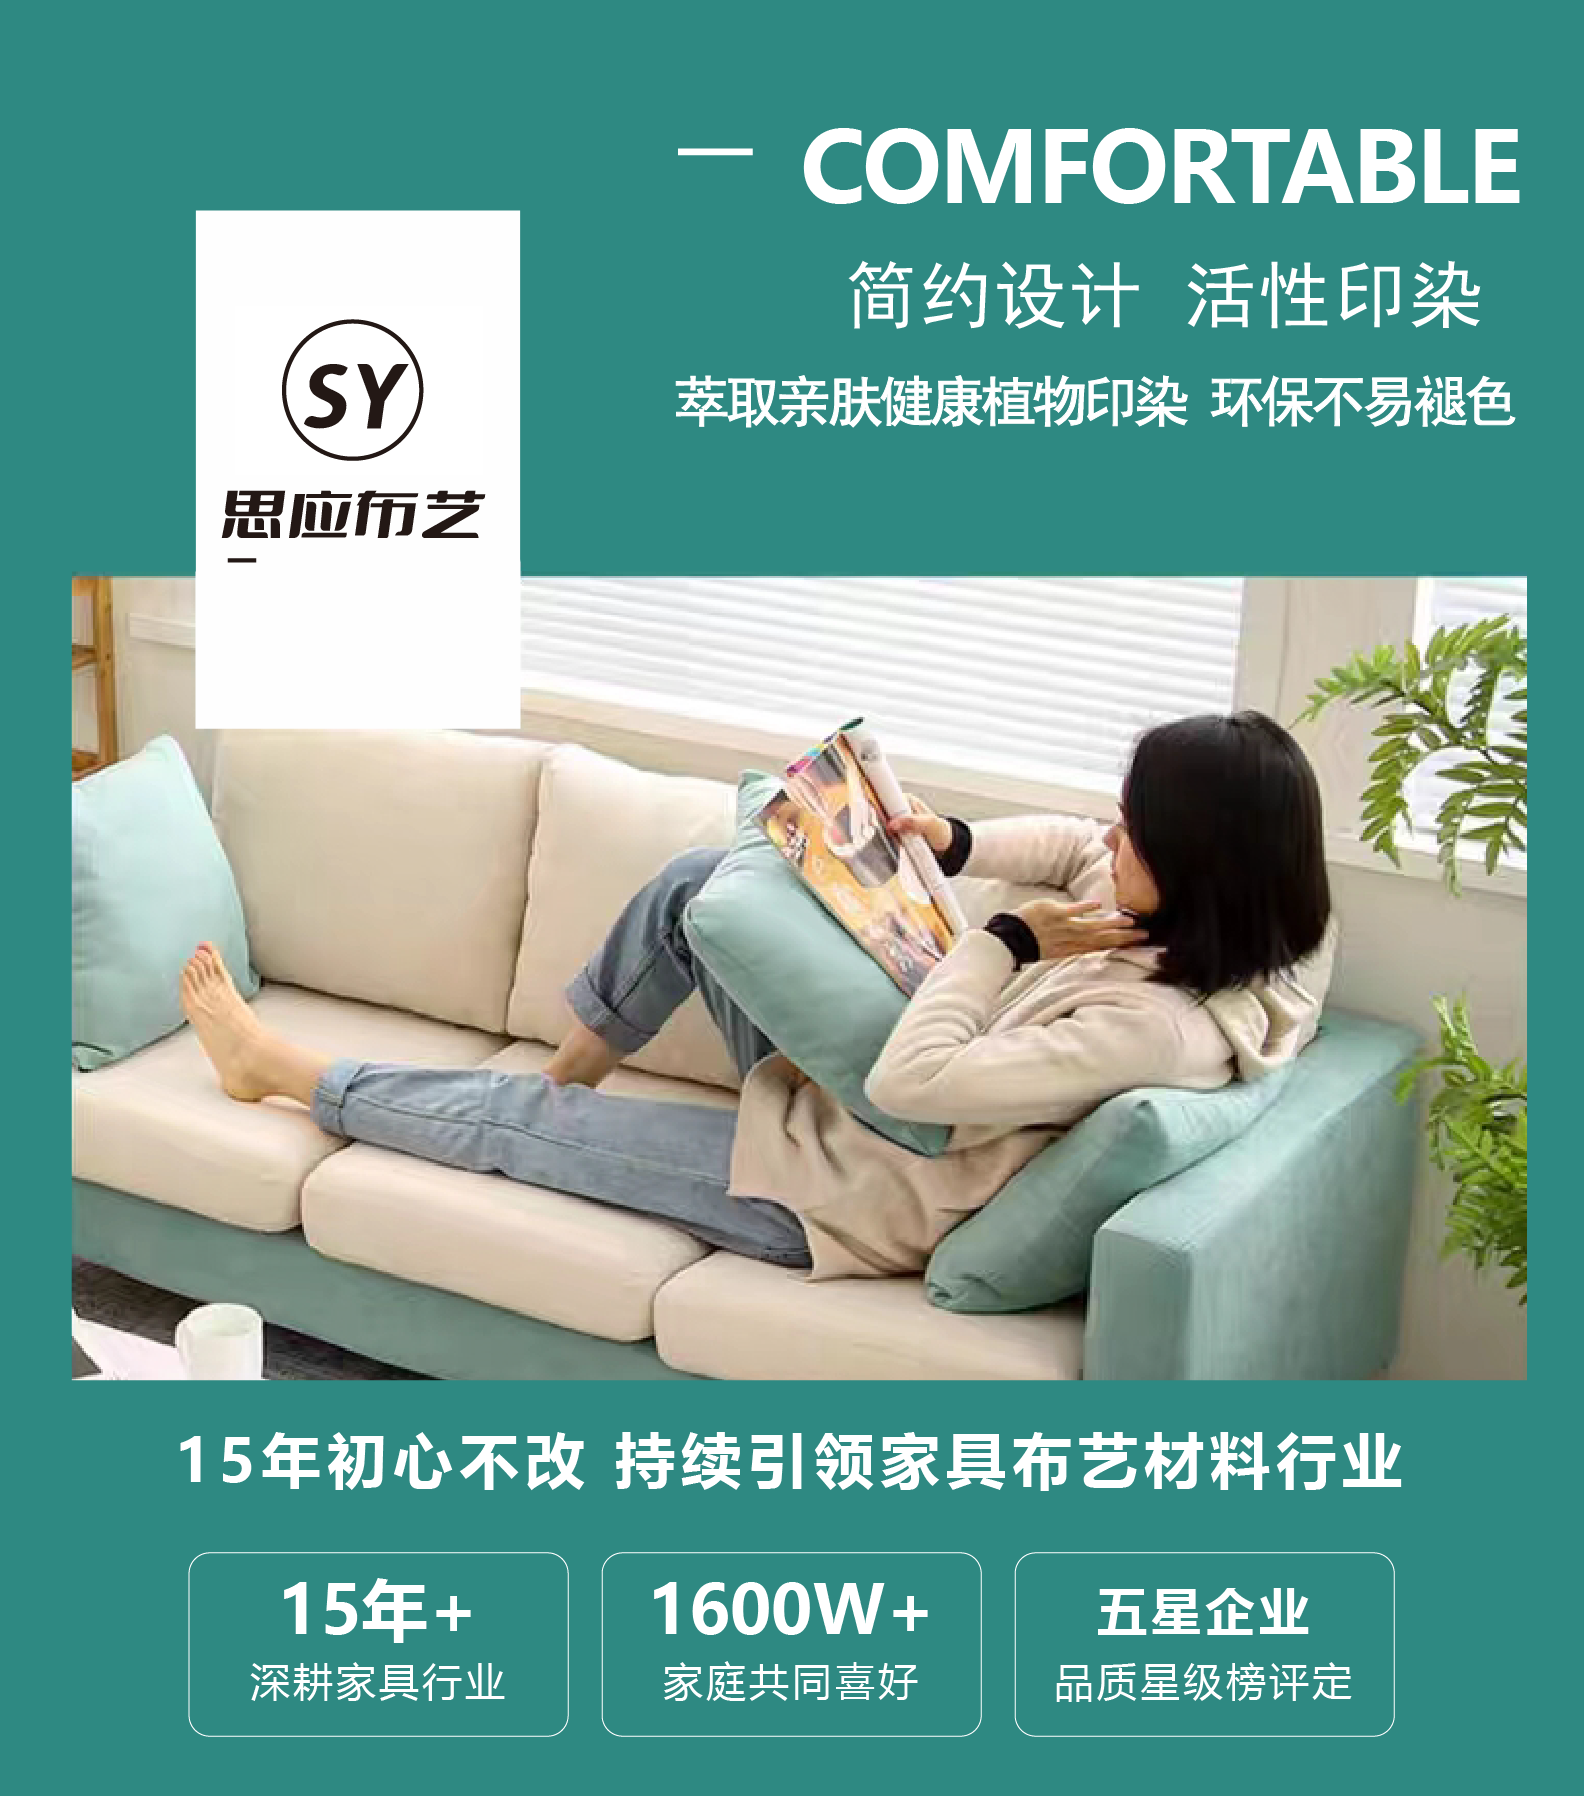 COMFORTABLE
简约设计 活性印染
萃取亲肤健康植物印染 环保不易褪色
SY
思应布艺
15年初心不改 持续引领家具布艺材料行业
15年+
深耕家具行业
1600W+
家庭共同喜好
五星企业
品质星级榜评定